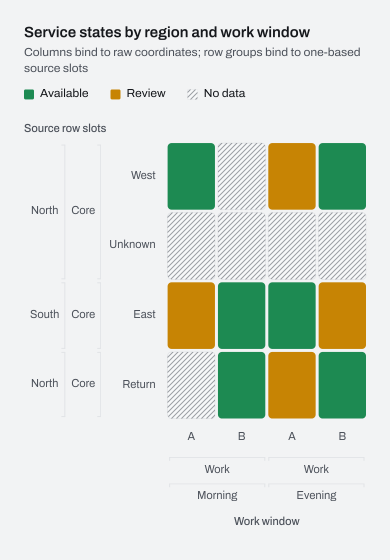 Service states by region and work window
Columns bind to raw coordinates; row groups bind to one-based
source slots
Available Review No data
Source row slots
West
North Core
Unknown
South Core East
North Core Return
A B A B
Work Work
Morning Evening
Work window